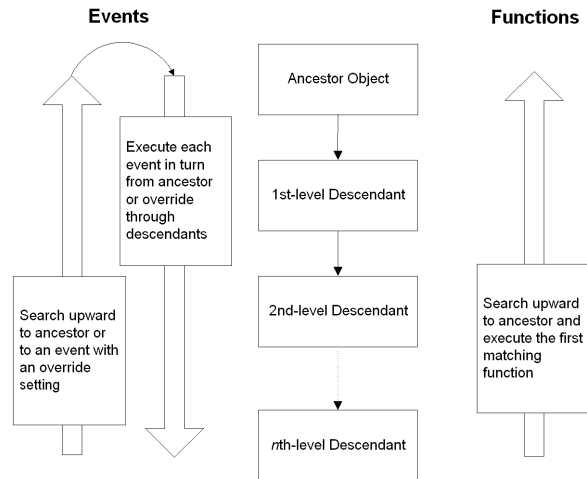 Events
Functions
Ancestor Object
Execute each
event in turn
from ancestor
or override
through
descendants
1st-level Descendant
Search upward
to ancestor or
to an event with
an override
setting
2nd-level Descendant
Search upward
to ancestor and
execute the first
matching
function
nth-level Descendant